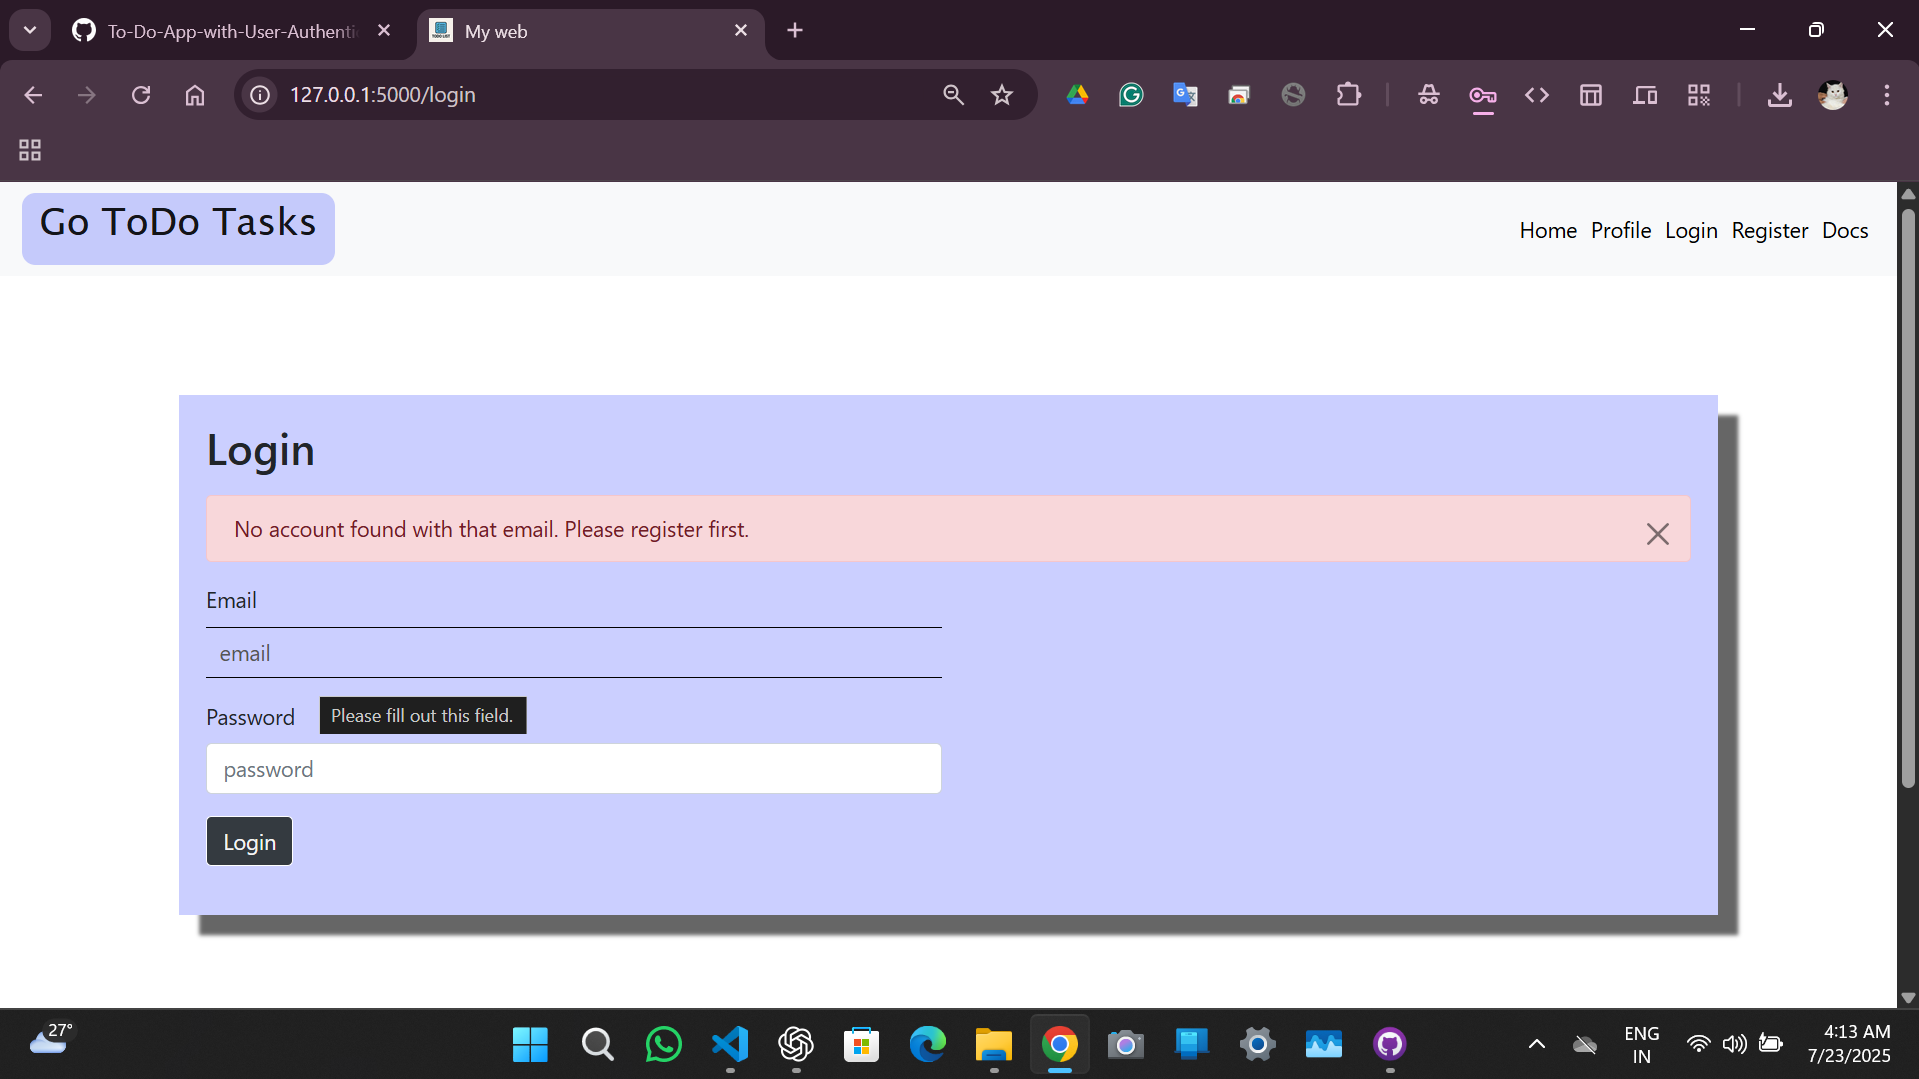 To-Do-App-with-User-Authenti
My web
127.0.0.1:5000/login
Go ToDo Tasks
Home Profile Login Register Docs
Login
No account found with that email. Please register first.
Email
email
Password
Please fill out this field.
password
Login
27°
ENG
IN
4:13 AM
7/23/2025